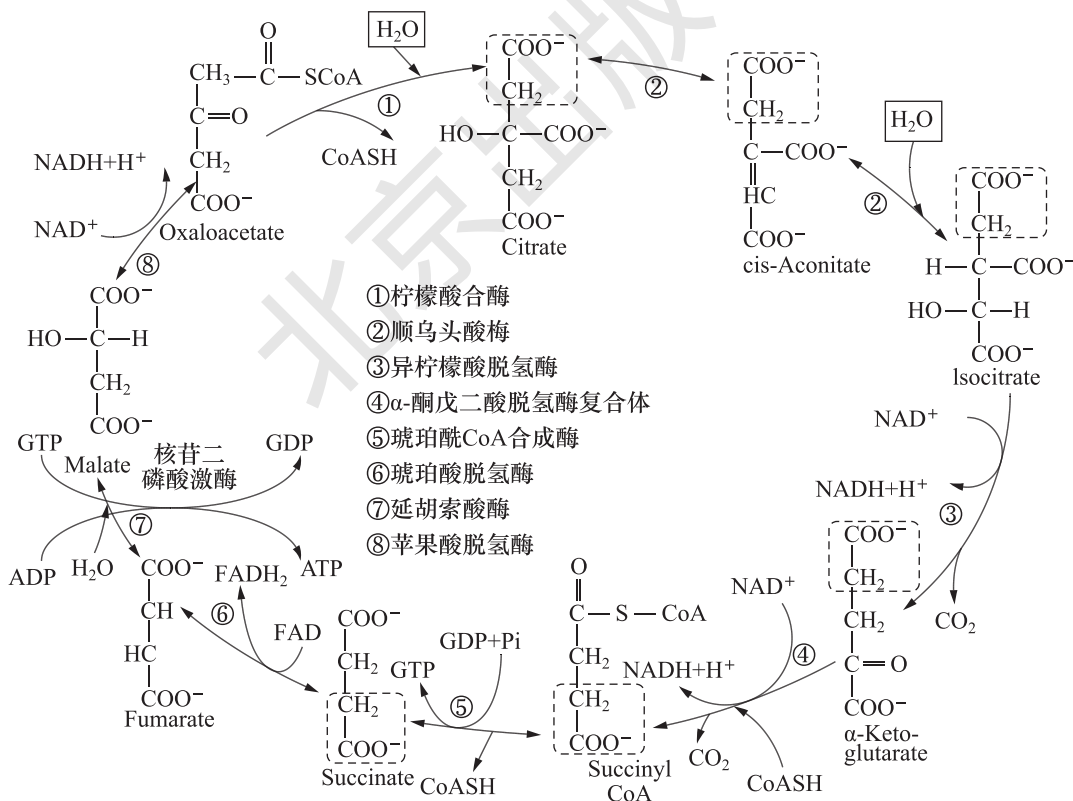 H₂O
O
C
CH₃
SCoA
C
O
CH₂
COO⁻
Oxaloacetate
①
CoASH
COO⁻
CH₂
HO
C
COO⁻
CH₂
COO⁻
Citrate
②
COO⁻
CH₂
C
COO⁻
HC
COO⁻
cis-Aconitate
H₂O
②
COO⁻
CH₂
H
C
COO⁻
HO
C
H
COO⁻
lsocitrate
NADH+H⁺
NAD⁺
⑧
COO⁻
HO
C
H
CH₂
COO⁻
Malate
①柠檬酸合酶
②顺乌头酸梅
③异柠檬酸脱氢酶
④α-酮戊二酸脱氢酶复合体
⑤琥珀酰CoA合成酶
⑥琥珀酸脱氢酶
⑦延胡索酸酶
⑧苹果酸脱氢酶
NAD⁺
NADH+H⁺
③
CO₂
GTP
核苷二
磷酸激酶
GDP
⑦
ADP
H₂O
ATP
COO⁻
CH
HC
COO⁻
Fumarate
FADH₂
⑥
FAD
COO⁻
CH₂
CH₂
COO⁻
Succinate
GDP+Pi
GTP
⑤
CoASH
O
C
S
CoA
CH₂
CH₂
COO⁻
Succinyl
CoA
NAD⁺
NADH+H⁺
④
CO₂
CoASH
COO⁻
CH₂
CH₂
C
O
COO⁻
α-Keto-
glutarate
北京出版